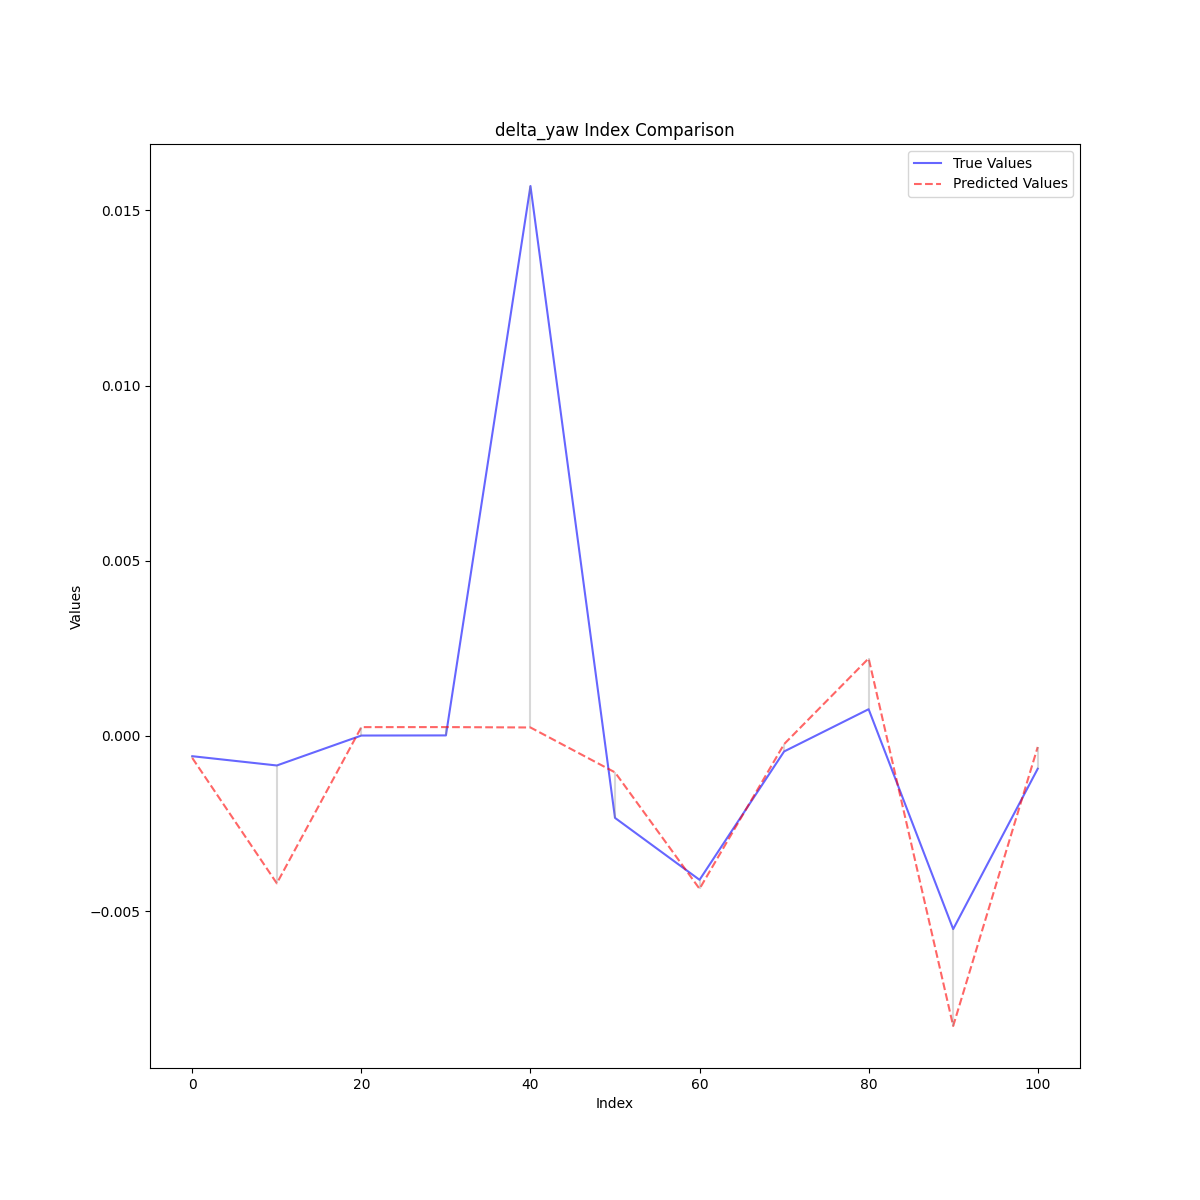 delta_yaw Index Comparison
True Values
Predicted Values
0.015
0.010
0.005
0.000
−0.005
Values
0
20
40
60
80
100
Index